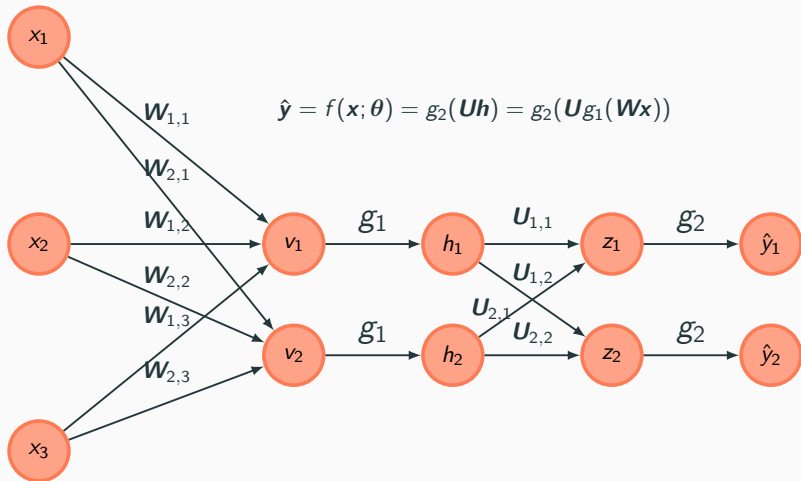 x₁
W₁,₁
ŷ = f(x; θ) = g₂(Uh) = g₂(Ug₁(Wx))
W₂,₁
x₂
W₁,₂
v₁
g₁
h₁
U₁,₁
z₁
g₂
ŷ₁
W₂,₂
U₁,₂
W₁,₃
U₂,₁
v₂
g₁
h₂
U₂,₂
z₂
g₂
ŷ₂
W₂,₃
x₃